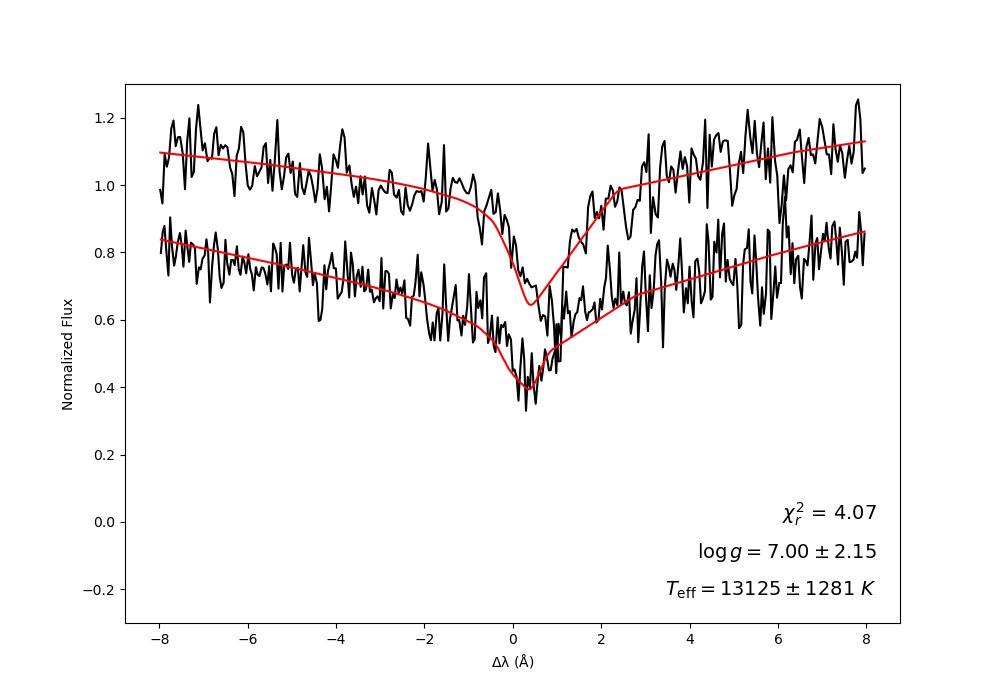 1.2
1.0
0.8
0.6
0.4
0.2
0.0
−0.2
Normalized Flux
χ²ᵣ = 4.07
log g = 7.00 ± 2.15
T_eff = 13125 ± 1281 K
−8 −6 −4 −2 0 2 4 6 8
Δλ (Å)